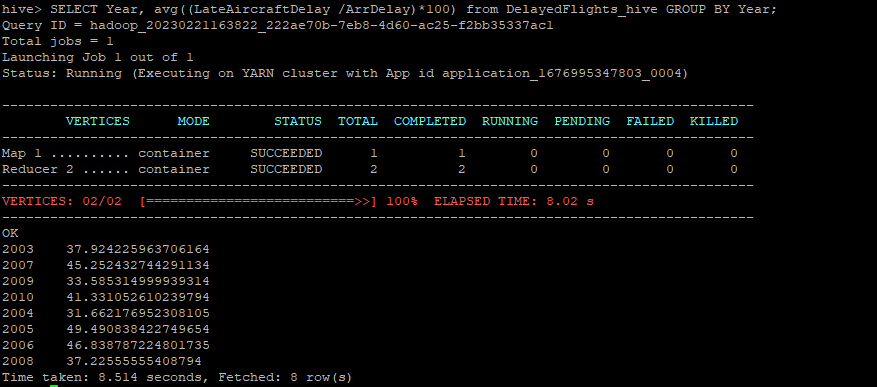 hive> SELECT Year, avg((LateAircraftDelay /ArrDelay)*100) from DelayedFlights_hive GROUP BY Year;
Query ID = hadoop_20230221163822_222ae70b-7eb8-4d60-ac25-f2bb35337ac1
Total jobs = 1
Launching Job 1 out of 1
Status: Running (Executing on YARN cluster with App id application_1676995347803_0004)
----------------------------------------------------------------------------------------------
VERTICES MODE STATUS TOTAL COMPLETED RUNNING PENDING FAILED KILLED
----------------------------------------------------------------------------------------------
Map 1 .......... container SUCCEEDED 1 1 0 0 0 0
Reducer 2 ...... container SUCCEEDED 2 2 0 0 0 0
----------------------------------------------------------------------------------------------
VERTICES: 02/02 [==========================>>] 100% ELAPSED TIME: 8.02 s
----------------------------------------------------------------------------------------------
OK
2003 37.924225963706164
2007 45.252432744291134
2009 33.585314999939314
2010 41.331052610239794
2004 31.662176952308105
2005 49.490838422749654
2006 46.838787224801735
2008 37.22555555408794
Time taken: 8.514 seconds, Fetched: 8 row(s)